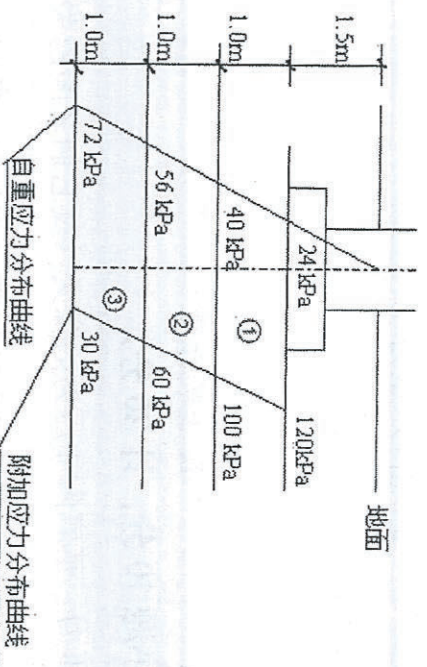 地面
1.5m
24 kPa 120kPa
1.0m ①
40 kPa 100 kPa
1.0m ②
56 kPa 60 kPa
1.0m ③
72 kPa 30 kPa
自重应力分布曲线
附加应力分布曲线